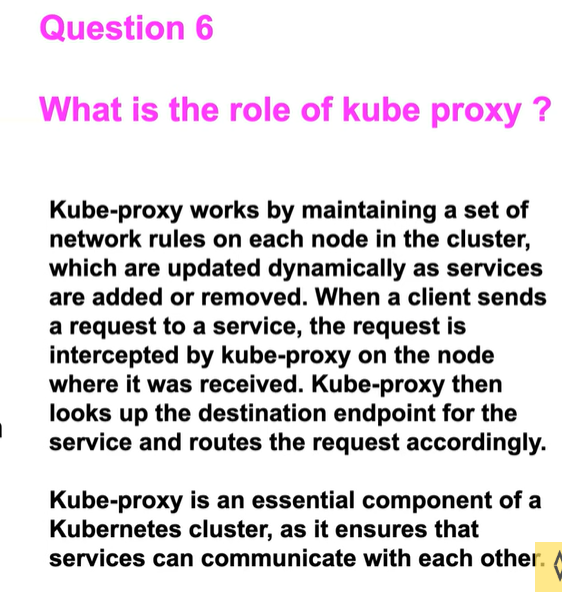 Question 6
What is the role of kube proxy ?
Kube-proxy works by maintaining a set of
network rules on each node in the cluster,
which are updated dynamically as services
are added or removed. When a client sends
a request to a service, the request is
intercepted by kube-proxy on the node
where it was received. Kube-proxy then
looks up the destination endpoint for the
service and routes the request accordingly.
Kube-proxy is an essential component of a
Kubernetes cluster, as it ensures that
services can communicate with each other.